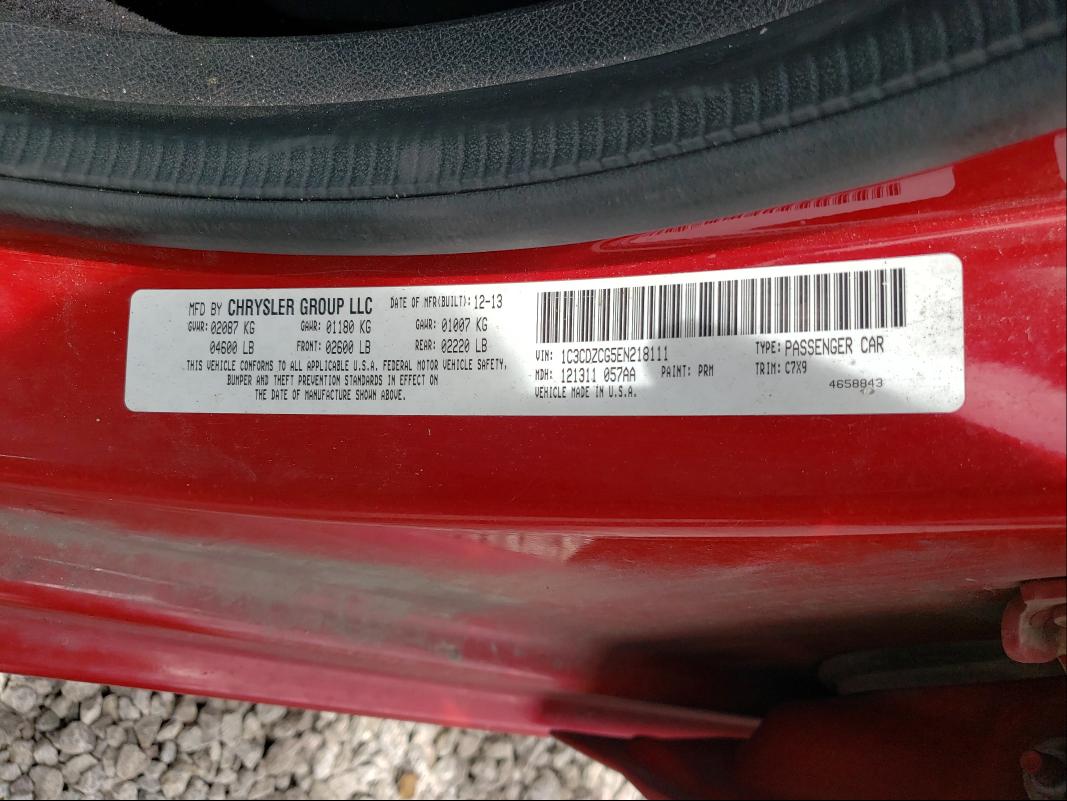 MFD BY CHRYSLER GROUP LLC DATE OF MFR(BUILT): 12-13
GVWR: 02087 KG GAWR: 01180 KG GAWR: 01007 KG
04600 LB FRONT: 02600 LB REAR: 02220 LB
THIS VEHICLE CONFORMS TO ALL APPLICABLE U.S.A. FEDERAL MOTOR VEHICLE SAFETY,
BUMPER AND THEFT PREVENTION STANDARDS IN EFFECT ON
THE DATE OF MANUFACTURE SHOWN ABOVE.
VIN: 1C3CDZCG5EN218111 TYPE: PASSENGER CAR
MDH: 121311 057AA PAINT: PRM TRIM: C7X9
VEHICLE MADE IN U.S.A. 4658843